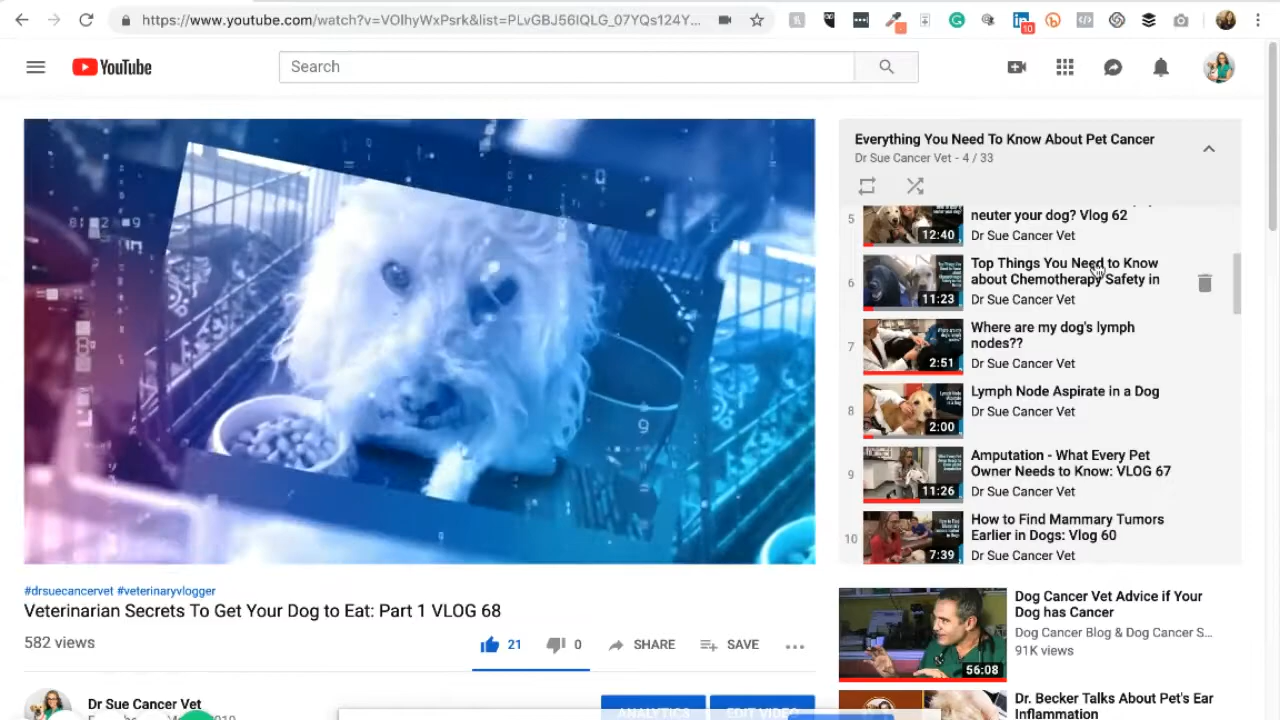 https://www.youtube.com/watch?v=VOIhyWxPsrk&list=PLvGBJ56IQLG_07YQs124Y...
10
YouTube
Search
Everything You Need To Know About Pet Cancer
Dr Sue Cancer Vet - 4 / 33
5
12:40
neuter your dog? Vlog 62
Dr Sue Cancer Vet
6
11:23
Top Things You Need to Know
about Chemotherapy Safety in
Dr Sue Cancer Vet
7
2:51
Where are my dog's lymph
nodes??
Dr Sue Cancer Vet
8
2:00
Lymph Node Aspirate in a Dog
Dr Sue Cancer Vet
9
11:26
Amputation - What Every Pet
Owner Needs to Know: VLOG 67
Dr Sue Cancer Vet
10
7:39
How to Find Mammary Tumors
Earlier in Dogs: Vlog 60
Dr Sue Cancer Vet
#drsuecancervet #veterinaryvlogger
Veterinarian Secrets To Get Your Dog to Eat: Part 1 VLOG 68
582 views
21
0
SHARE
SAVE
Dr Sue Cancer Vet
ANALYTICS
EDIT VIDEO
56:08
Dog Cancer Vet Advice if Your
Dog has Cancer
Dog Cancer Blog & Dog Cancer S...
91K views
Dr. Becker Talks About Pet's Ear
Inflammation